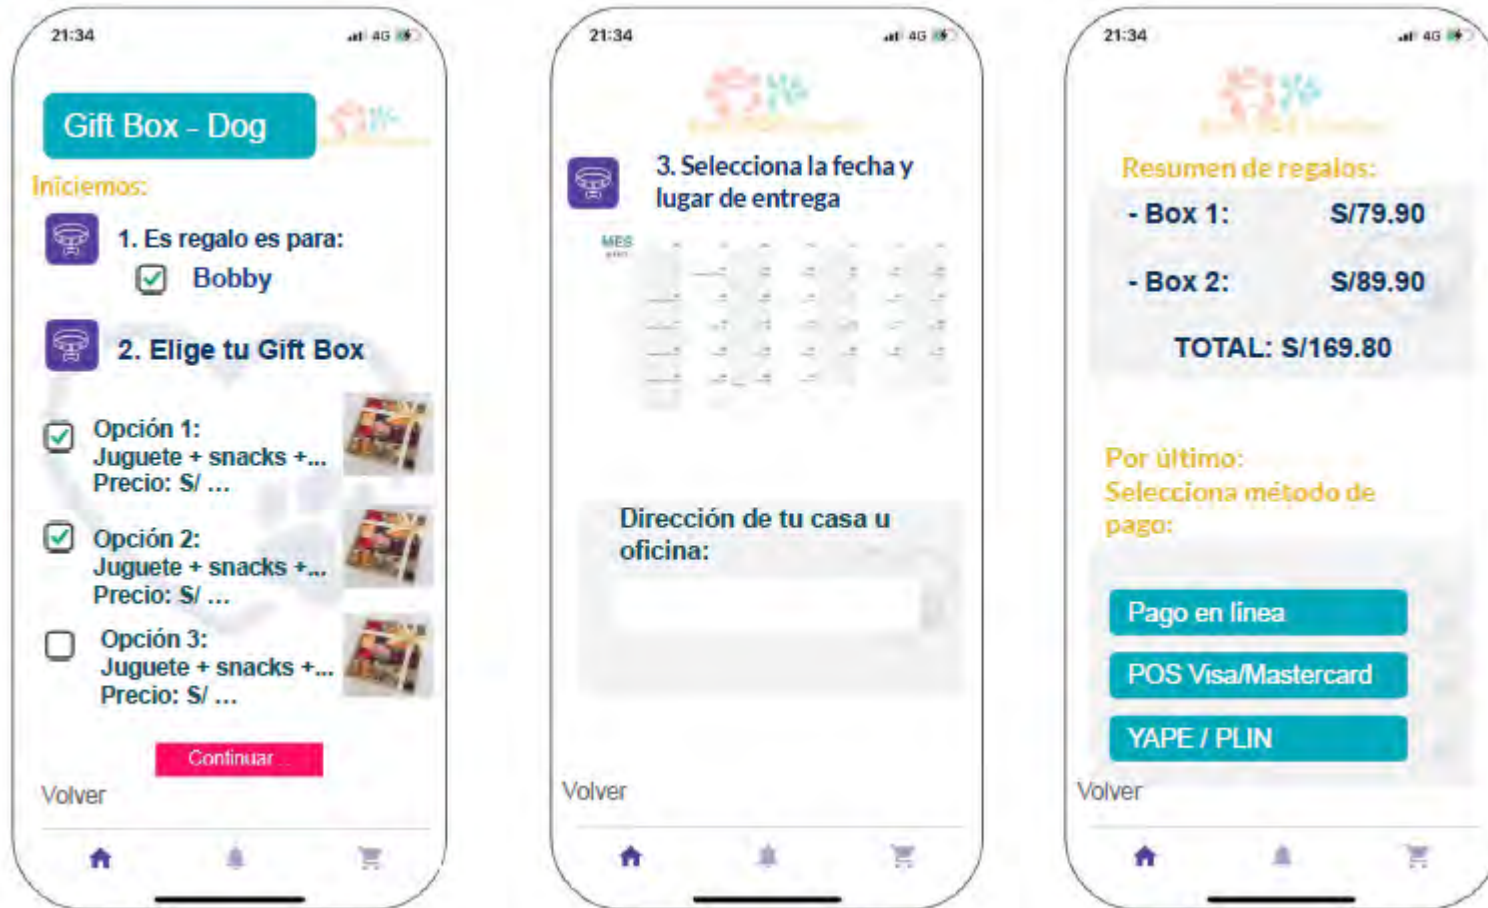 21:34
4G
Gift Box - Dog
Iniciemos:
1. Es regalo es para:
Bobby
2. Elige tu Gift Box
Opción 1:
Juguete + snacks +...
Precio: S/ ...
Opción 2:
Juguete + snacks +...
Precio: S/ ...
Opción 3:
Juguete + snacks +...
Precio: S/ ...
Continuar ...
Volver
21:34
4G
3. Selecciona la fecha y
lugar de entrega
MES
Dirección de tu casa u
oficina:
Volver
21:34
4G
Resumen de regalos:
- Box 1: S/79.90
- Box 2: S/89.90
TOTAL: S/169.80
Por último:
Selecciona método de
pago:
Pago en línea
POS Visa/Mastercard
YAPE / PLIN
Volver